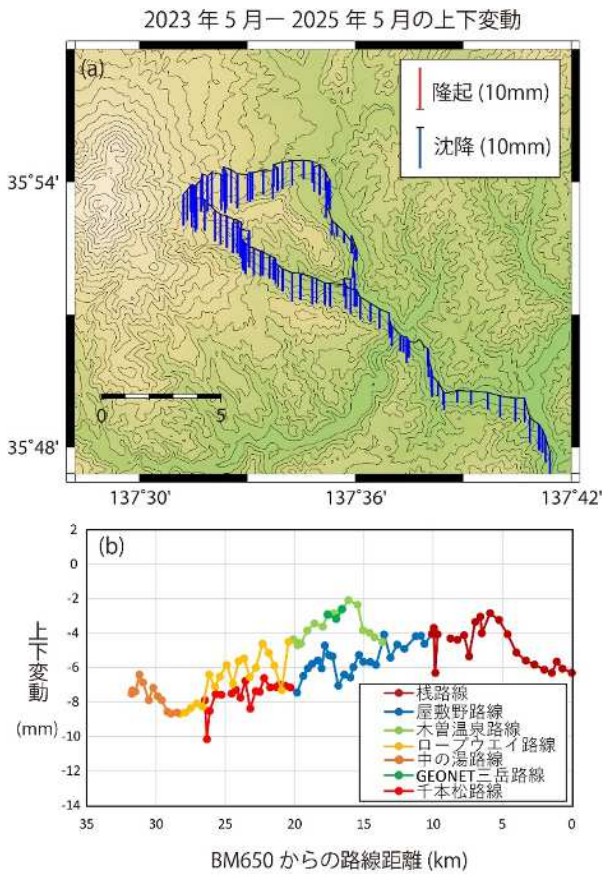 2023 年 5 月ー 2025 年 5 月の上下変動
(a)
隆起 (10mm)
沈降 (10mm)
35°54'
0 5
35°48'
137°30' 137°36' 137°42'
(b)
2
0
-2
-4
-6
-8
-10
-12
-14
上下変動
(mm)
桟路線
屋敷野路線
木曽温泉路線
ロープウエイ路線
中の湯路線
GEONET三岳路線
千本松路線
35 30 25 20 15 10 5 0
BM650 からの路線距離 (km)